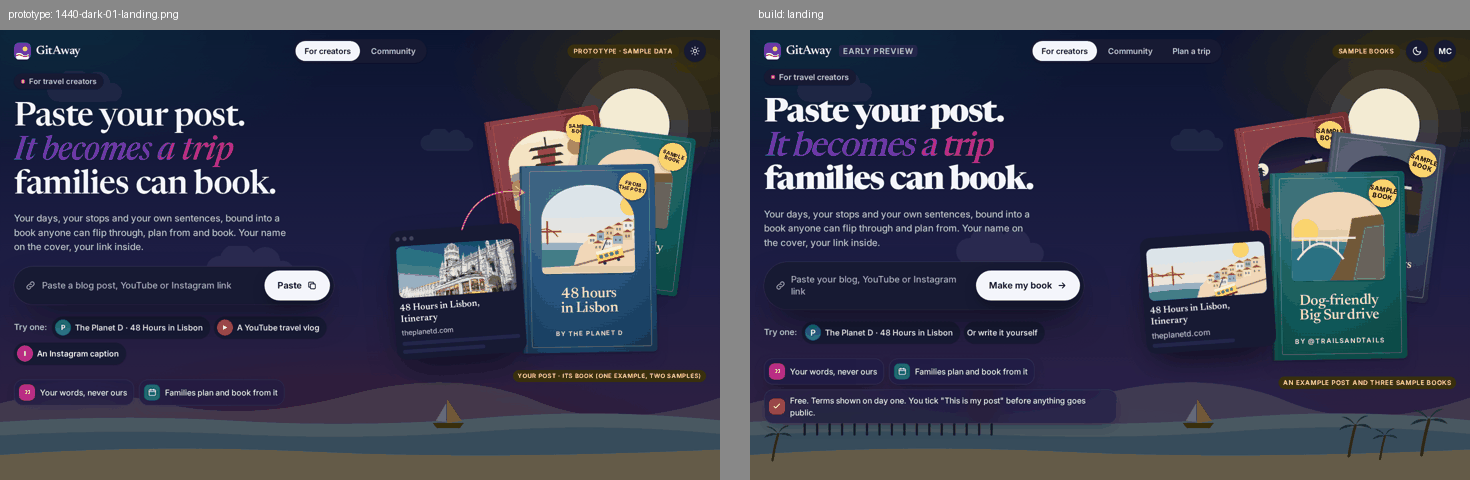 prototype: 1440-dark-01-landing.png
GitAway
For creators
Community
PROTOTYPE · SAMPLE DATA
For travel creators
Paste your post.
It becomes a trip
families can book.
Your days, your stops and your own sentences, bound into a
book anyone can flip through, plan from and book. Your name
on the cover, your link inside.
Paste a blog post, YouTube or Instagram link
Paste
Try one:
P
The Planet D · 48 Hours in Lisbon
A YouTube travel vlog
An Instagram caption
Your words, never ours
Families plan and book from it
SAMPLE
BOOK
FROM
THE POST
48 Hours in Lisbon,
Itinerary
theplanetd.com
48 hours
in Lisbon
BY THE PLANET D
YOUR POST · ITS BOOK (ONE EXAMPLE, TWO SAMPLES)
build: landing
GitAway
EARLY PREVIEW
For creators
Community
Plan a trip
SAMPLE BOOKS
MC
For travel creators
Paste your post.
It becomes a trip
families can book.
Your days, your stops and your own sentences, bound into a
book anyone can flip through and plan from. Your name on
the cover, your link inside.
Paste your blog, YouTube or Instagram
link
Make my book
Try one:
P
The Planet D · 48 Hours in Lisbon
Or write it yourself
Your words, never ours
Families plan and book from it
Free. Terms shown on day one. You tick "This is my post" before anything goes
public.
SAMPLE
BOOK
SAMPLE
BOOK
48 Hours in Lisbon,
Itinerary
theplanetd.com
Dog-friendly
Big Sur drive
BY @TRAILSANDTAILS
AN EXAMPLE POST AND THREE SAMPLE BOOKS